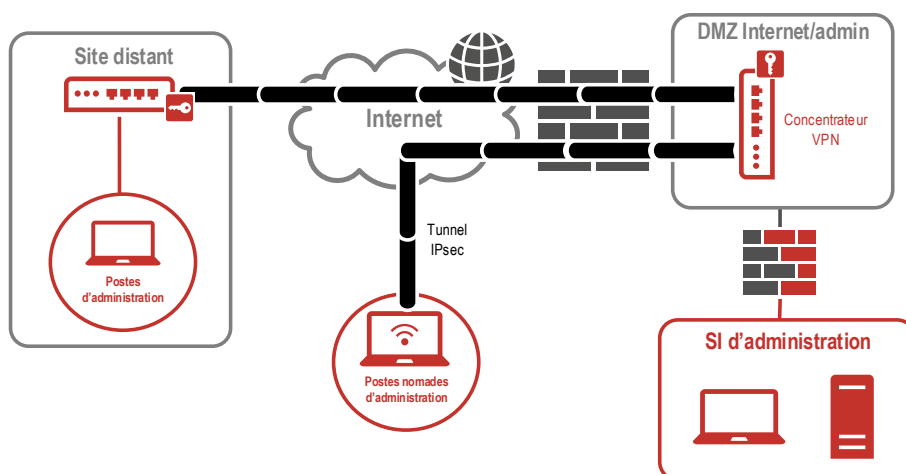 Site distant
DMZ Internet/admin
Internet
Concentrateur
VPN
Tunnel
IPsec
Postes
d'administration
Postes nomades
d'administration
SI d'administration